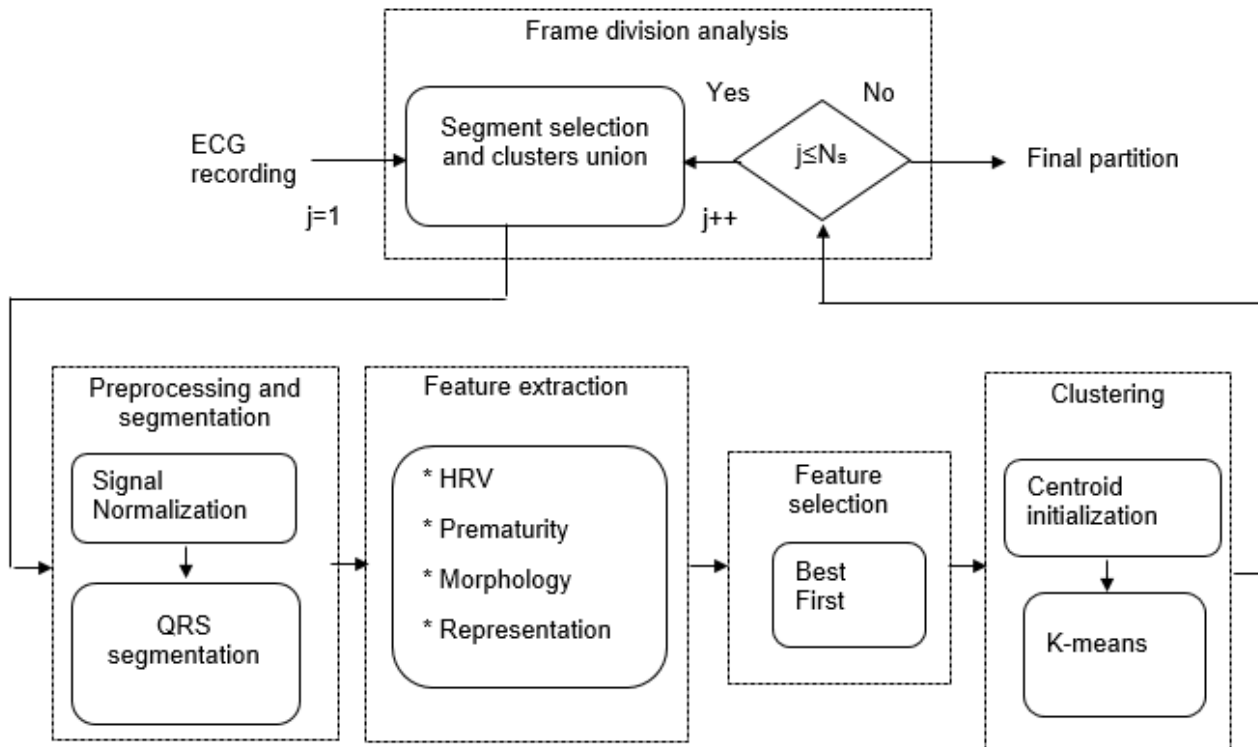 Frame division analysis
ECG
recording
j=1
Segment selection
and clusters union
Yes
No
j≤Nₛ
j++
Final partition
Preprocessing and
segmentation
Signal
Normalization
QRS
segmentation
Feature extraction
* HRV
* Prematurity
* Morphology
* Representation
Feature
selection
Best
First
Clustering
Centroid
initialization
K-means